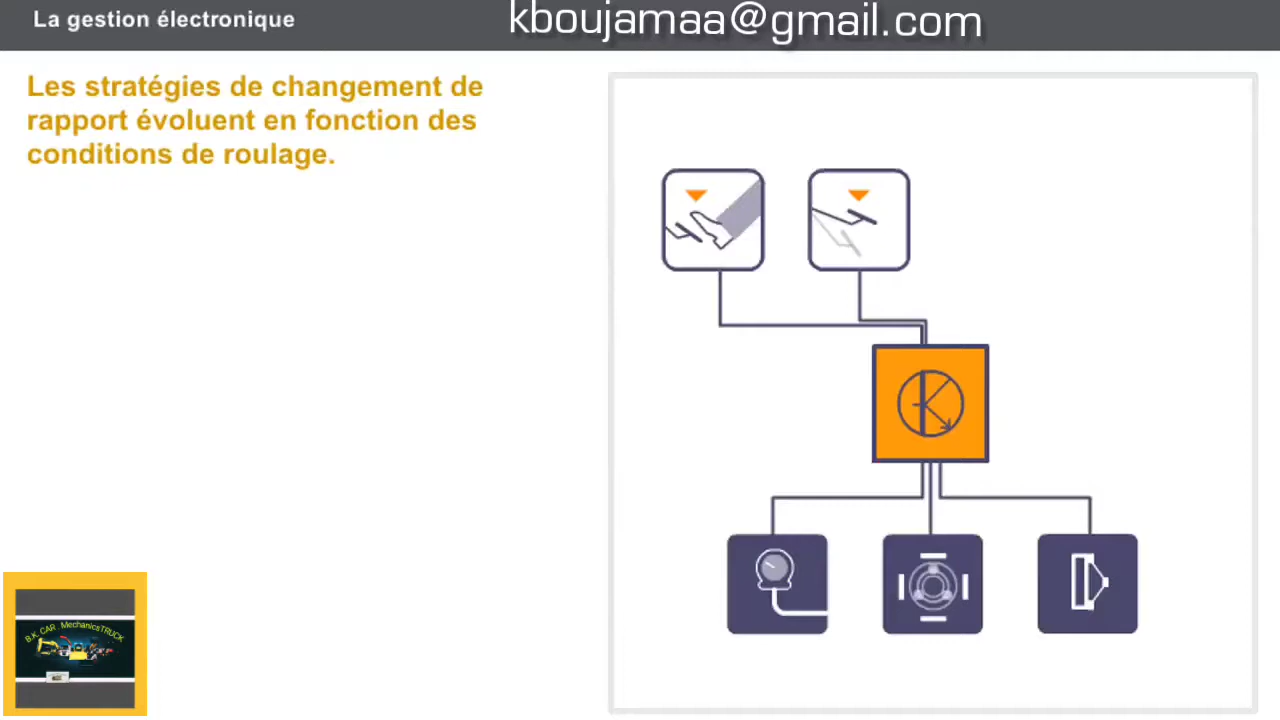 La gestion électronique
kboujamaa@gmail.com
Les stratégies de changement de
rapport évoluent en fonction des
conditions de roulage.
B.K. CAR MechanicsTRUCK